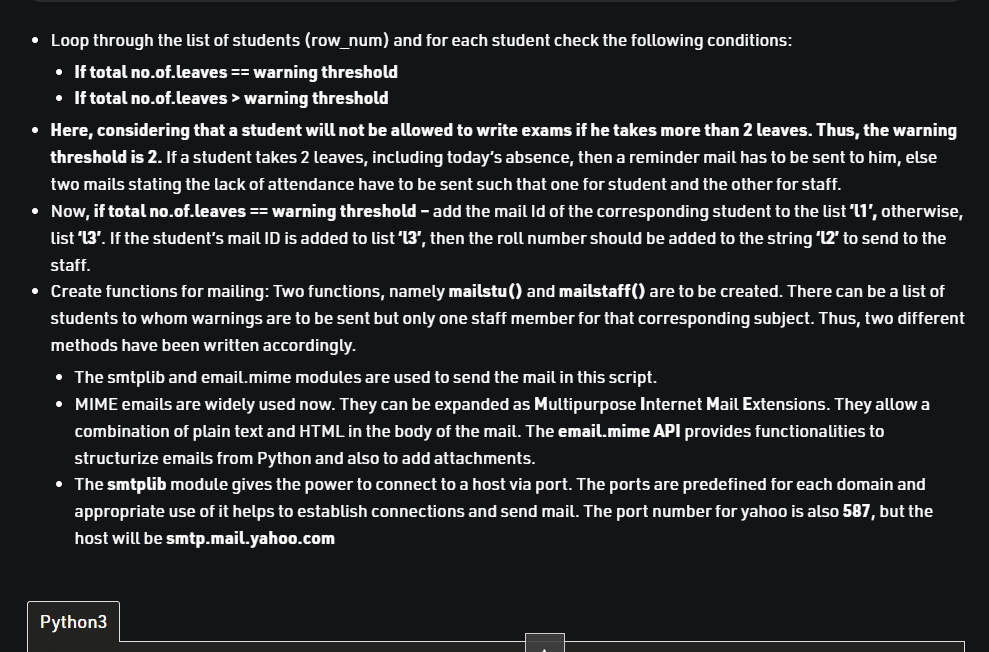 • Loop through the list of students (row_num) and for each student check the following conditions:
• If total no.of.leaves == warning threshold
• If total no.of.leaves > warning threshold
• Here, considering that a student will not be allowed to write exams if he takes more than 2 leaves. Thus, the warning
threshold is 2. If a student takes 2 leaves, including today's absence, then a reminder mail has to be sent to him, else
two mails stating the lack of attendance have to be sent such that one for student and the other for staff.
• Now, if total no.of.leaves == warning threshold – add the mail Id of the corresponding student to the list 'l1', otherwise,
list 'l3'. If the student's mail ID is added to list 'l3', then the roll number should be added to the string 'l2' to send to the
staff.
• Create functions for mailing: Two functions, namely mailstu() and mailstaff() are to be created. There can be a list of
students to whom warnings are to be sent but only one staff member for that corresponding subject. Thus, two different
methods have been written accordingly.
• The smtplib and email.mime modules are used to send the mail in this script.
• MIME emails are widely used now. They can be expanded as Multipurpose Internet Mail Extensions. They allow a
combination of plain text and HTML in the body of the mail. The email.mime API provides functionalities to
structurize emails from Python and also to add attachments.
• The smtplib module gives the power to connect to a host via port. The ports are predefined for each domain and
appropriate use of it helps to establish connections and send mail. The port number for yahoo is also 587, but the
host will be smtp.mail.yahoo.com
Python3